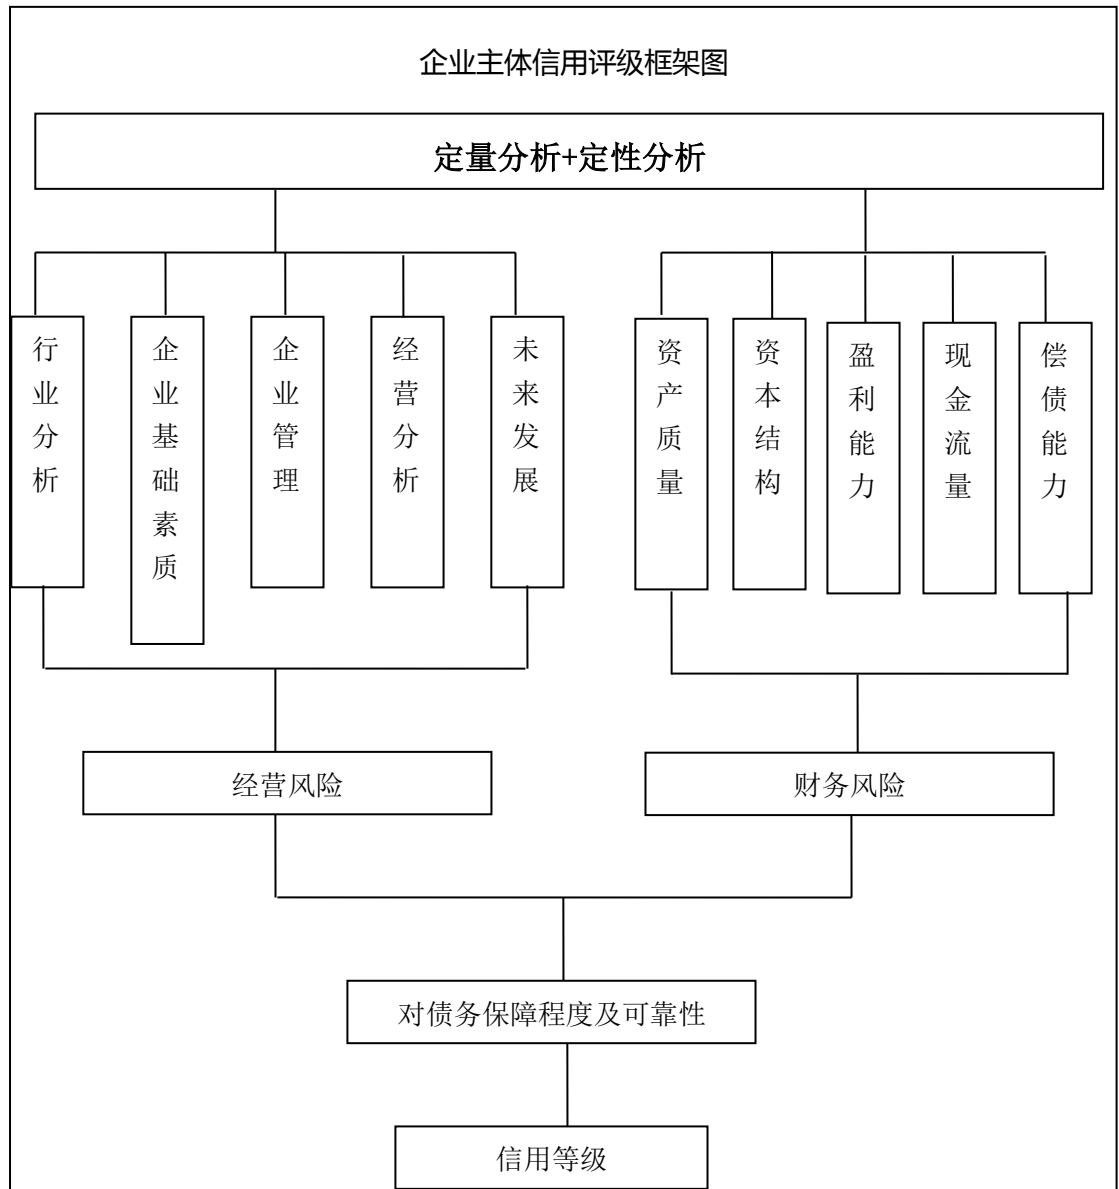 企业主体信用评级框架图
定量分析+定性分析
行业分析
企业基础素质
企业管理
经营分析
未来发展
资产质量
资本结构
盈利能力
现金流量
偿债能力
经营风险
财务风险
对债务保障程度及可靠性
信用等级